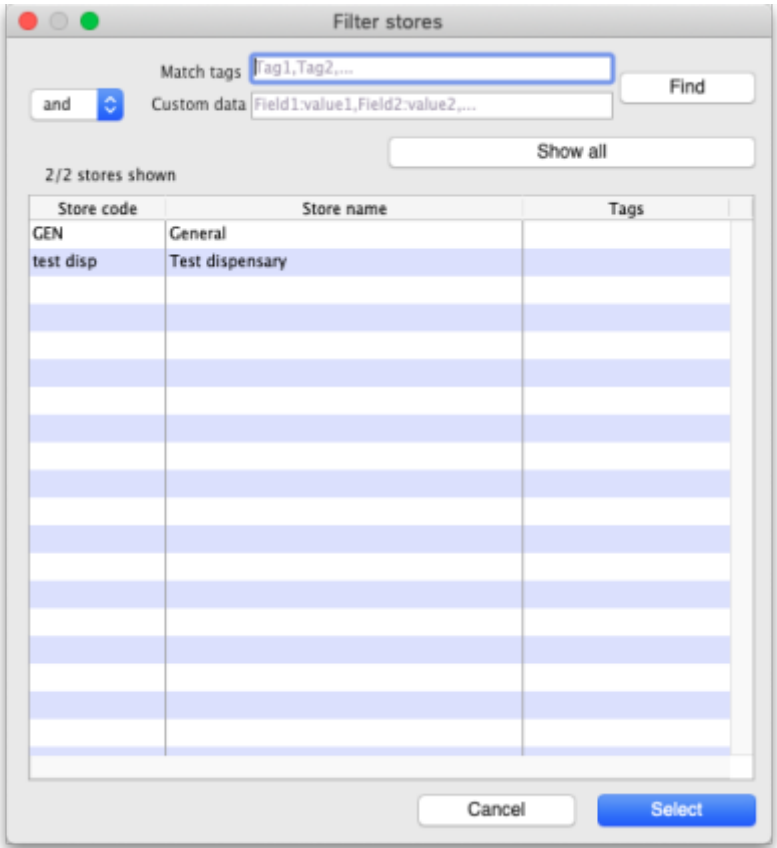 Filter stores
Match tags Tag1,Tag2,...
Find
and
Custom data Field1:value1,Field2:value2,...
Show all
2/2 stores shown
Store code Store name Tags
GEN General
test disp Test dispensary
Cancel Select